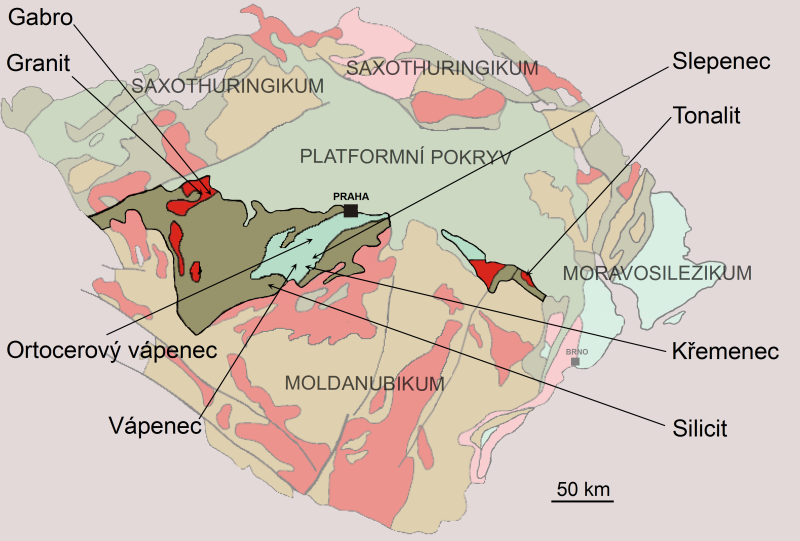 Gabro
Granit
Slepenec
Tonalit
SAXOTHURINGIKUM
SAXOTHURINGIKUM
PLATFORMNÍ POKRYV
PRAHA
MORAVOSILEZIKUM
Ortocerový vápenec
Křemenec
BRNO
MOLDANUBIKUM
Vápenec
Silicit
50 km